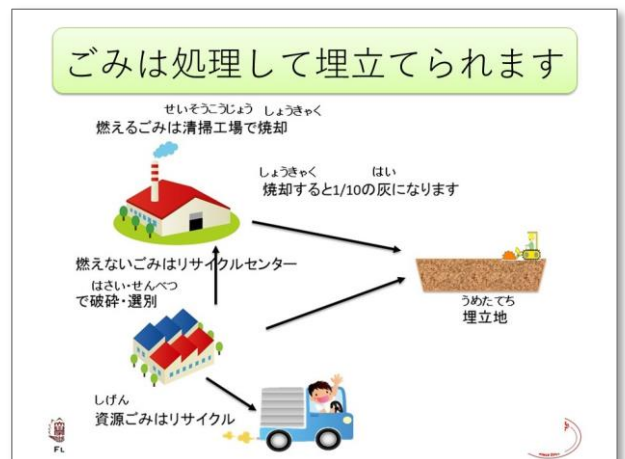 ごみは処理して埋立てられます
せいそうこうじょう しょうきゃく
燃えるごみは清掃工場で焼却
しょうきゃく はい
焼却すると1/10の灰になります
燃えないごみはリサイクルセンター
はさい・せんべつ
で破砕・選別
うめたてち
埋立地
しげん
資源ごみはリサイクル
FL